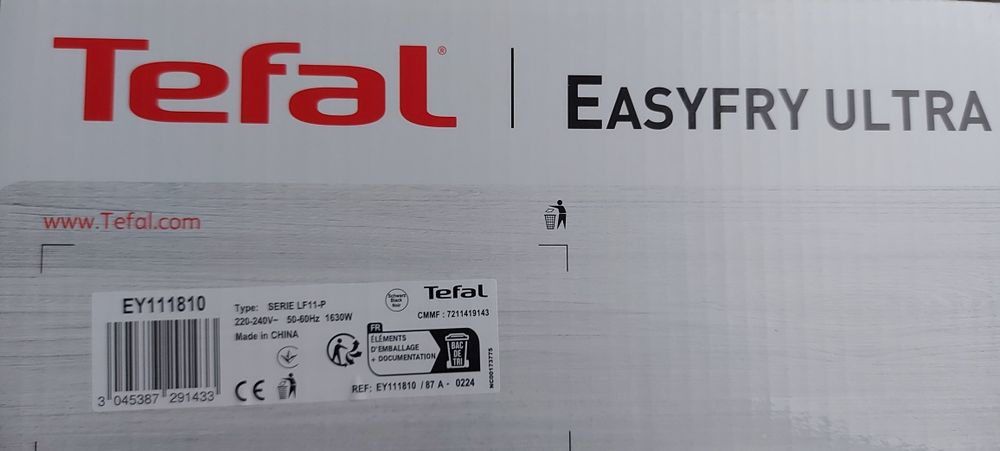 Tefal®
EASYFRY ULTRA
www.Tefal.com
EY111810
Type: SERIE LF11-P
220-240V~ 50-60Hz 1630W
Made in CHINA
Schwarz
Black
Noir
Tefal
CMMF : 7211419143
FR
ÉLÉMENTS
D'EMBALLAGE
+ DOCUMENTATION
BAC
DE
TRI
CE
REF: EY111810 / 87 A - 0224
NC00173775
3 045387 291433